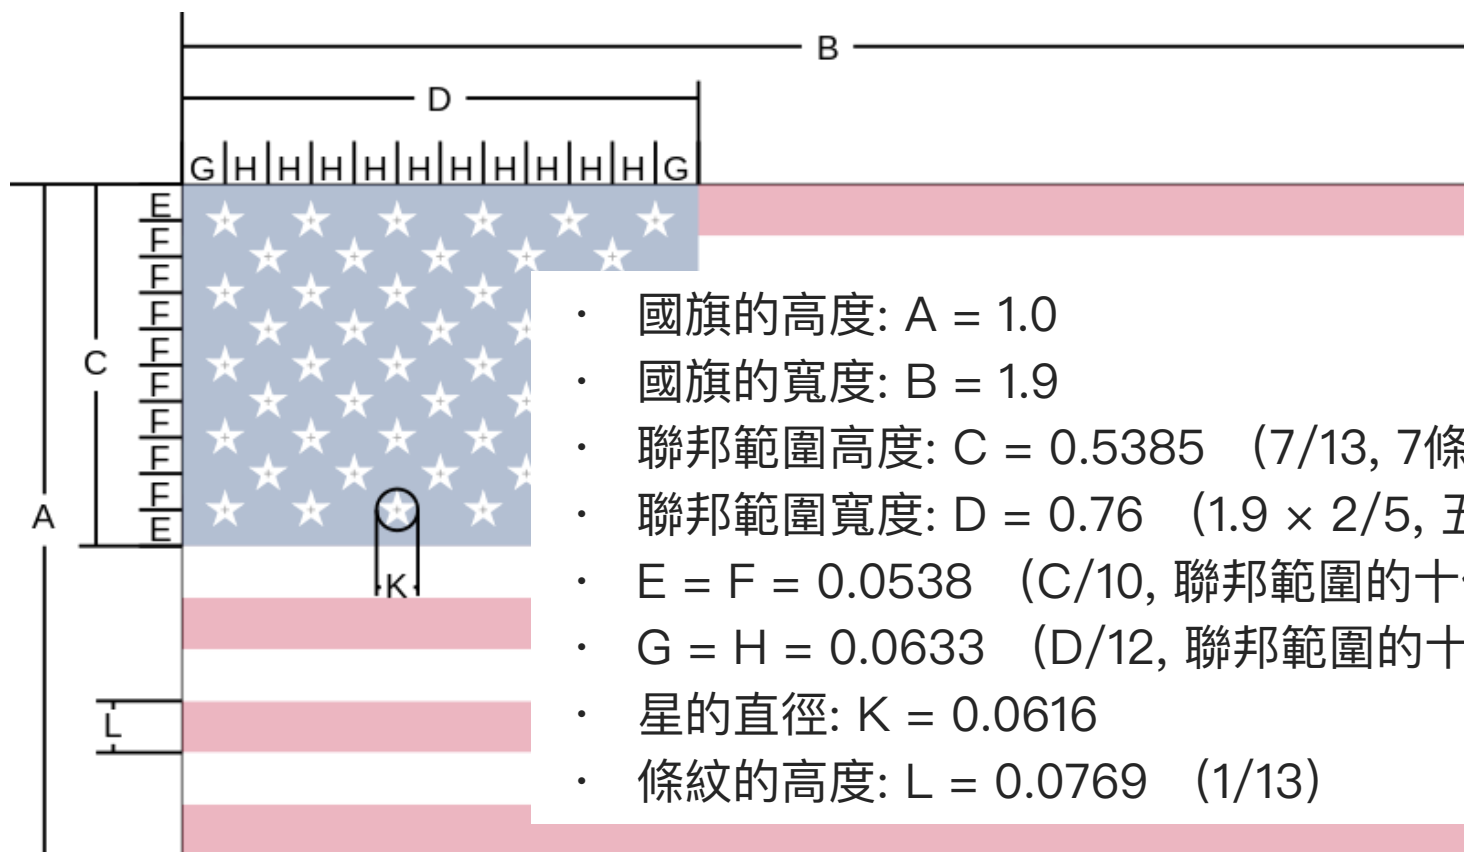 B
D
G H H H H H H H H H H G
E
F
F
F
F
F
F
F
F
E
C
A
K
L
· 國旗的高度: A = 1.0
· 國旗的寬度: B = 1.9
· 聯邦範圍高度: C = 0.5385 (7/13, 7條
· 聯邦範圍寬度: D = 0.76 (1.9 × 2/5, 五
· E = F = 0.0538 (C/10, 聯邦範圍的十
· G = H = 0.0633 (D/12, 聯邦範圍的十
· 星的直徑: K = 0.0616
· 條紋的高度: L = 0.0769 (1/13)